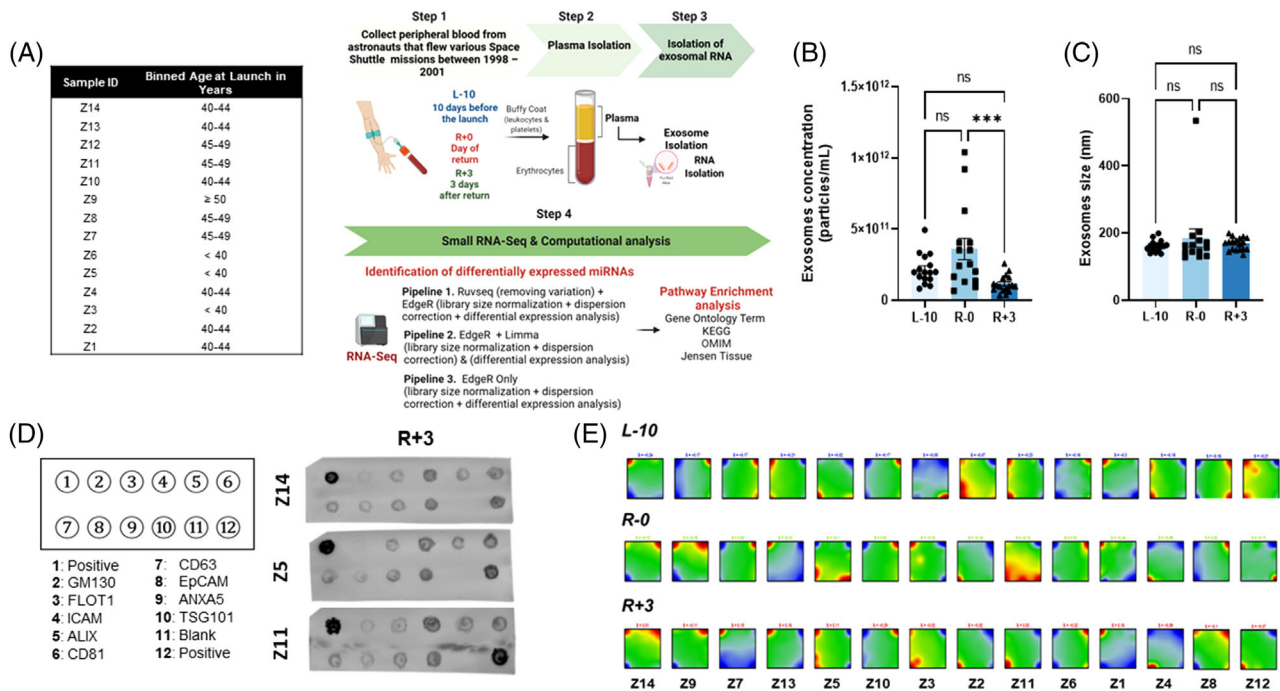 (A)
Sample ID Binned Age at Launch in Years
Z14 40-44
Z13 40-44
Z12 45-49
Z11 45-49
Z10 40-44
Z9 ≥ 50
Z8 45-49
Z7 45-49
Z6 < 40
Z5 < 40
Z4 40-44
Z3 < 40
Z2 40-44
Z1 40-44
Step 1
Collect peripheral blood from
astronauts that flew various Space
Shuttle missions between 1998 –
2001
Step 2
Plasma Isolation
Step 3
Isolation of
exosomal RNA
L-10
10 days before
the launch
R+0
Day of
return
R+3
3 days
after return
Buffy Coat
(leukocytes &
platelets)
Erythrocytes
Plasma
Exosome
Isolation
RNA
Isolation
Step 4
Small RNA-Seq & Computational analysis
Identification of differentially expressed miRNAs
RNA-Seq
Pipeline 1. Ruvseq (removing variation) +
EdgeR (library size normalization + dispersion
correction + differential expression analysis)
Pipeline 2. EdgeR + Limma
(library size normalization + dispersion
correction) & (differential expression analysis)
Pipeline 3. EdgeR Only
(library size normalization + dispersion
correction + differential expression analysis)
Pathway Enrichment
analysis
Gene Ontology Term
KEGG
OMIM
Jensen Tissue
(B)
Exosomes concentration
(particles/mL)
1.5×10¹²
1×10¹²
5×10¹¹
0
ns
ns
***
L-10 R-0 R+3
(C)
Exosomes size (nm)
600
400
200
0
ns
ns
ns
L-10 R-0 R+3
(D)
1 2 3 4 5 6
7 8 9 10 11 12
1: Positive
2: GM130
3: FLOT1
4: ICAM
5: ALIX
6: CD81
7: CD63
8: EpCAM
9: ANXA5
10: TSG101
11: Blank
12: Positive
R+3
Z14
Z5
Z11
(E)
L-10
R-0
R+3
Z14 Z9 Z7 Z13 Z5 Z10 Z3 Z2 Z11 Z6 Z1 Z4 Z8 Z12